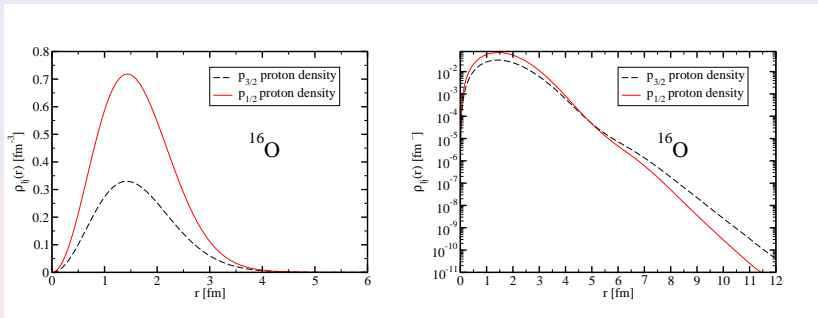 0.8
0.7
0.6
0.5
0.4
0.3
0.2
0.1
0
ρlj(r) [fm-3]
p3/2 proton density
p1/2 proton density
16O
0 1 2 3 4 5 6
r [fm]
10-2
10-3
10-4
10-5
10-6
10-7
10-8
10-9
10-10
10-11
ρlj(r) [fm-]
p3/2 proton density
p1/2 proton density
16O
0 1 2 3 4 5 6 7 8 9 10 11 12
r [fm]